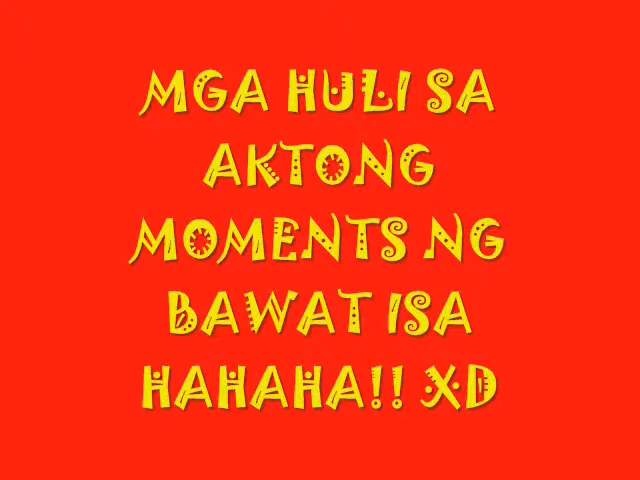 MGA HULI SA
AKTONG
MOMENTS NG
BAWAT ISA
HAHAHA!! XD